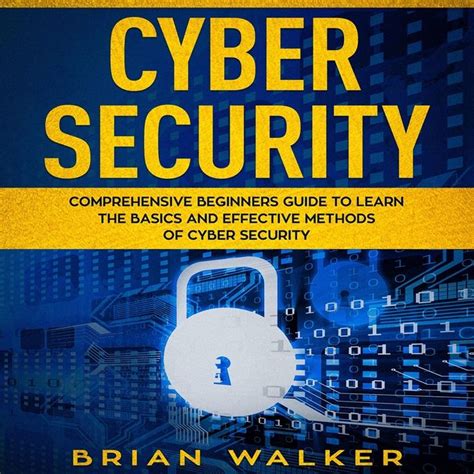 CYBER
SECURITY
COMPREHENSIVE BEGINNERS GUIDE TO LEARN
THE BASICS AND EFFECTIVE METHODS
OF CYBER SECURITY
BRIAN WALKER